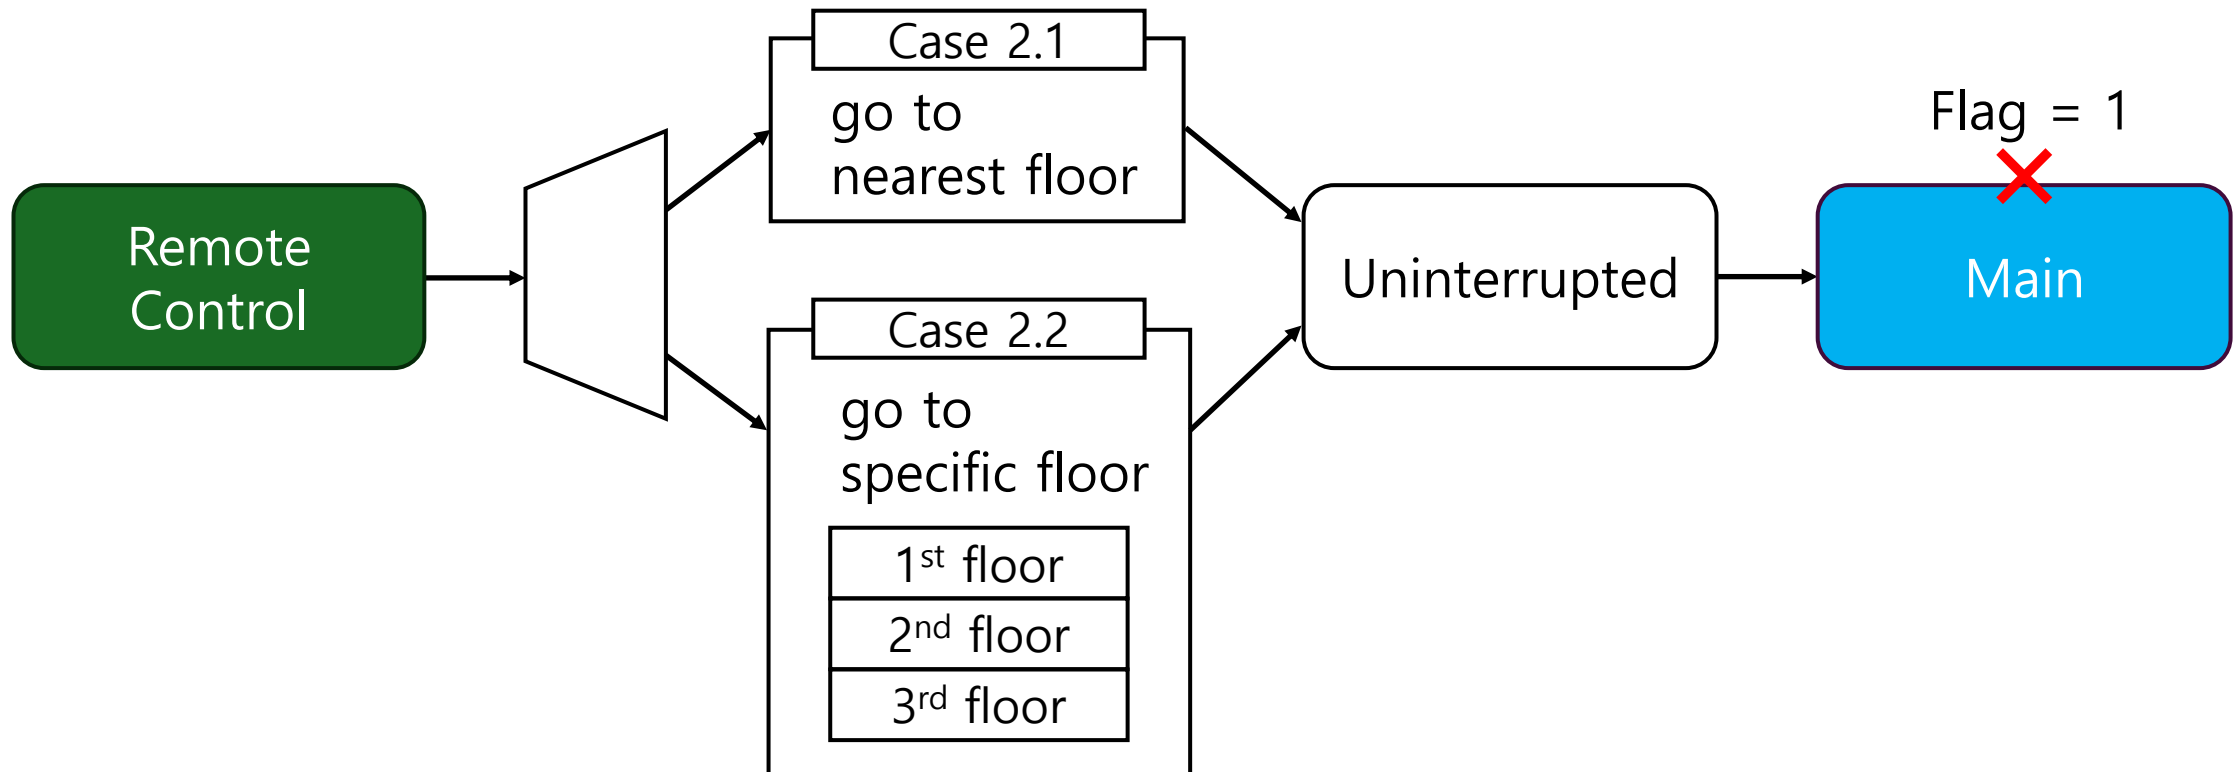 Remote
Control
Case 2.1
go to
nearest floor
Case 2.2
go to
specific floor
1st floor
2nd floor
3rd floor
Uninterrupted
Flag = 1
Main